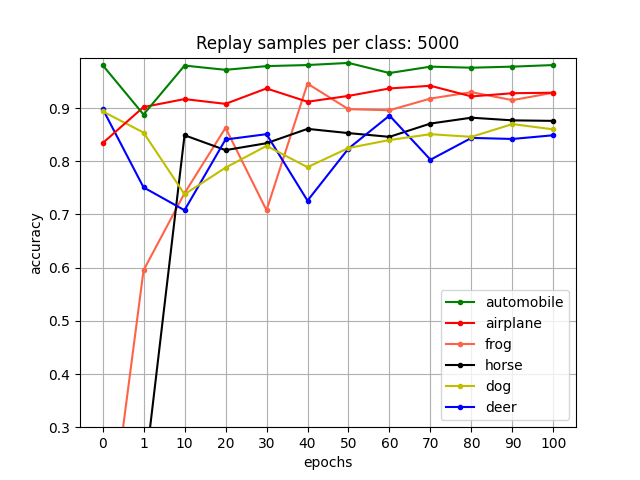 Replay samples per class: 5000
accuracy
0.9
0.8
0.7
0.6
0.5
0.4
0.3
automobile
airplane
frog
horse
dog
deer
0 1 10 20 30 40 50 60 70 80 90 100
epochs